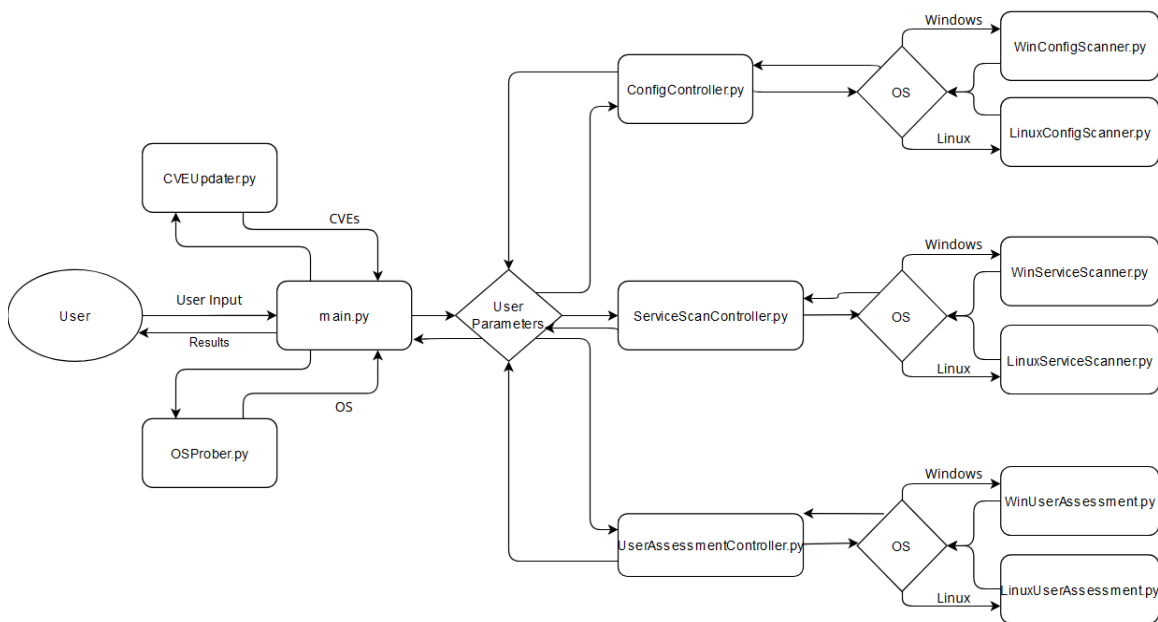 Windows
WinConfigScanner.py
ConfigController.py
OS
LinuxConfigScanner.py
Linux
CVEUpdater.py
CVEs
Windows
WinServiceScanner.py
User Input
User
main.py
User
Parameters
ServiceScanController.py
OS
Results
LinuxServiceScanner.py
Linux
OS
OSProber.py
Windows
WinUserAssessment.py
UserAssessmentController.py
OS
LinuxUserAssessment.py
Linux